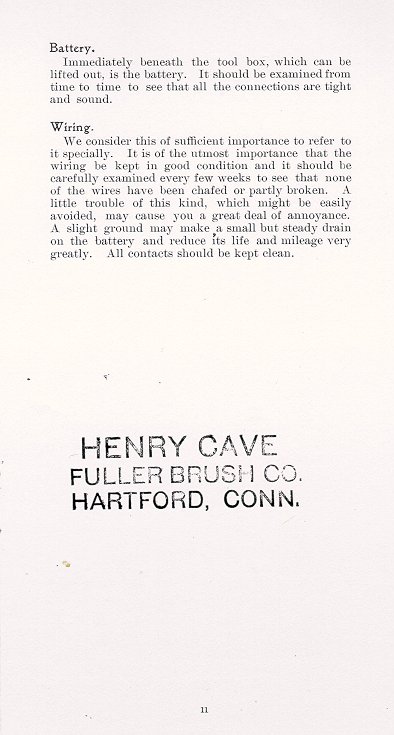 Battery.
Immediately beneath the tool box, which can be
lifted out, is the battery. It should be examined from
time to time to see that all the connections are tight
and sound.
Wiring.
We consider this of sufficient importance to refer to
it specially. It is of the utmost importance that the
wiring be kept in good condition and it should be
carefully examined every few weeks to see that none
of the wires have been chafed or partly broken. A
little trouble of this kind, which might be easily
avoided, may cause you a great deal of annoyance.
A slight ground may make a small but steady drain
on the battery and reduce its life and mileage very
greatly. All contacts should be kept clean.
HENRY CAVE
FULLER BRUSH CO.
HARTFORD, CONN.
11